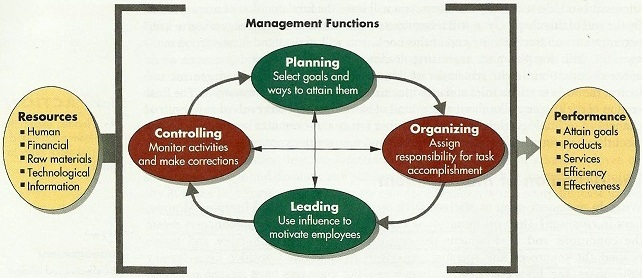 Management Functions
Planning
Select goals and
ways to attain them
Resources
▪ Human
▪ Financial
▪ Raw materials
▪ Technological
▪ Information
Controlling
Monitor activities
and make corrections
Organizing
Assign
responsibility for task
accomplishment
Performance
▪ Attain goals
▪ Products
▪ Services
▪ Efficiency
▪ Effectiveness
Leading
Use influence to
motivate employees